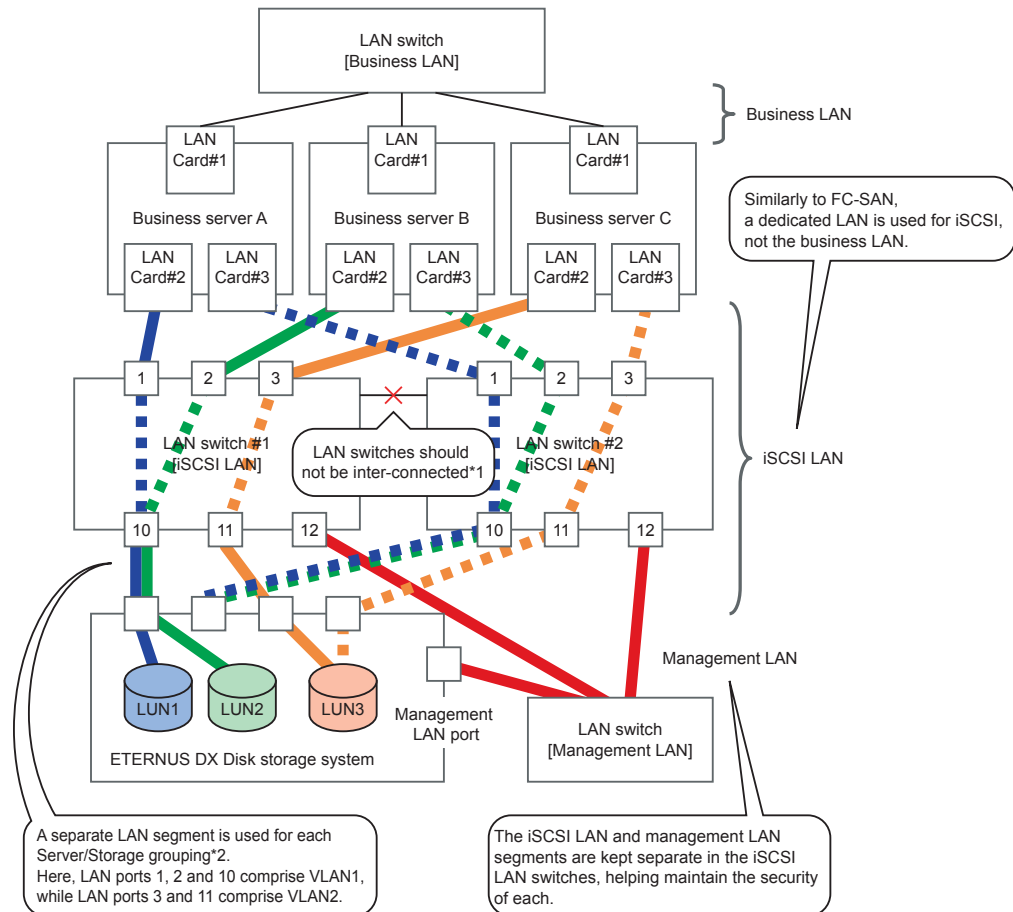 LAN switch
[Business LAN]
Business LAN
LAN
Card#1
LAN
Card#1
LAN
Card#1
Business server A
Business server B
Business server C
Similarly to FC-SAN,
a dedicated LAN is used for iSCSI,
not the business LAN.
LAN
Card#2
LAN
Card#3
LAN
Card#2
LAN
Card#3
LAN
Card#2
LAN
Card#3
1
2
3
1
2
3
LAN switch #1
[iSCSI LAN]
LAN switches should
not be inter-connected*1
LAN switch #2
[iSCSI LAN]
iSCSI LAN
10
11
12
10
11
12
Management LAN
LUN1
LUN2
LUN3
Management
LAN port
ETERNUS DX Disk storage system
LAN switch
[Management LAN]
A separate LAN segment is used for each
Server/Storage grouping*2.
Here, LAN ports 1, 2 and 10 comprise VLAN1,
while LAN ports 3 and 11 comprise VLAN2.
The iSCSI LAN and management LAN
segments are kept separate in the iSCSI
LAN switches, helping maintain the security
of each.